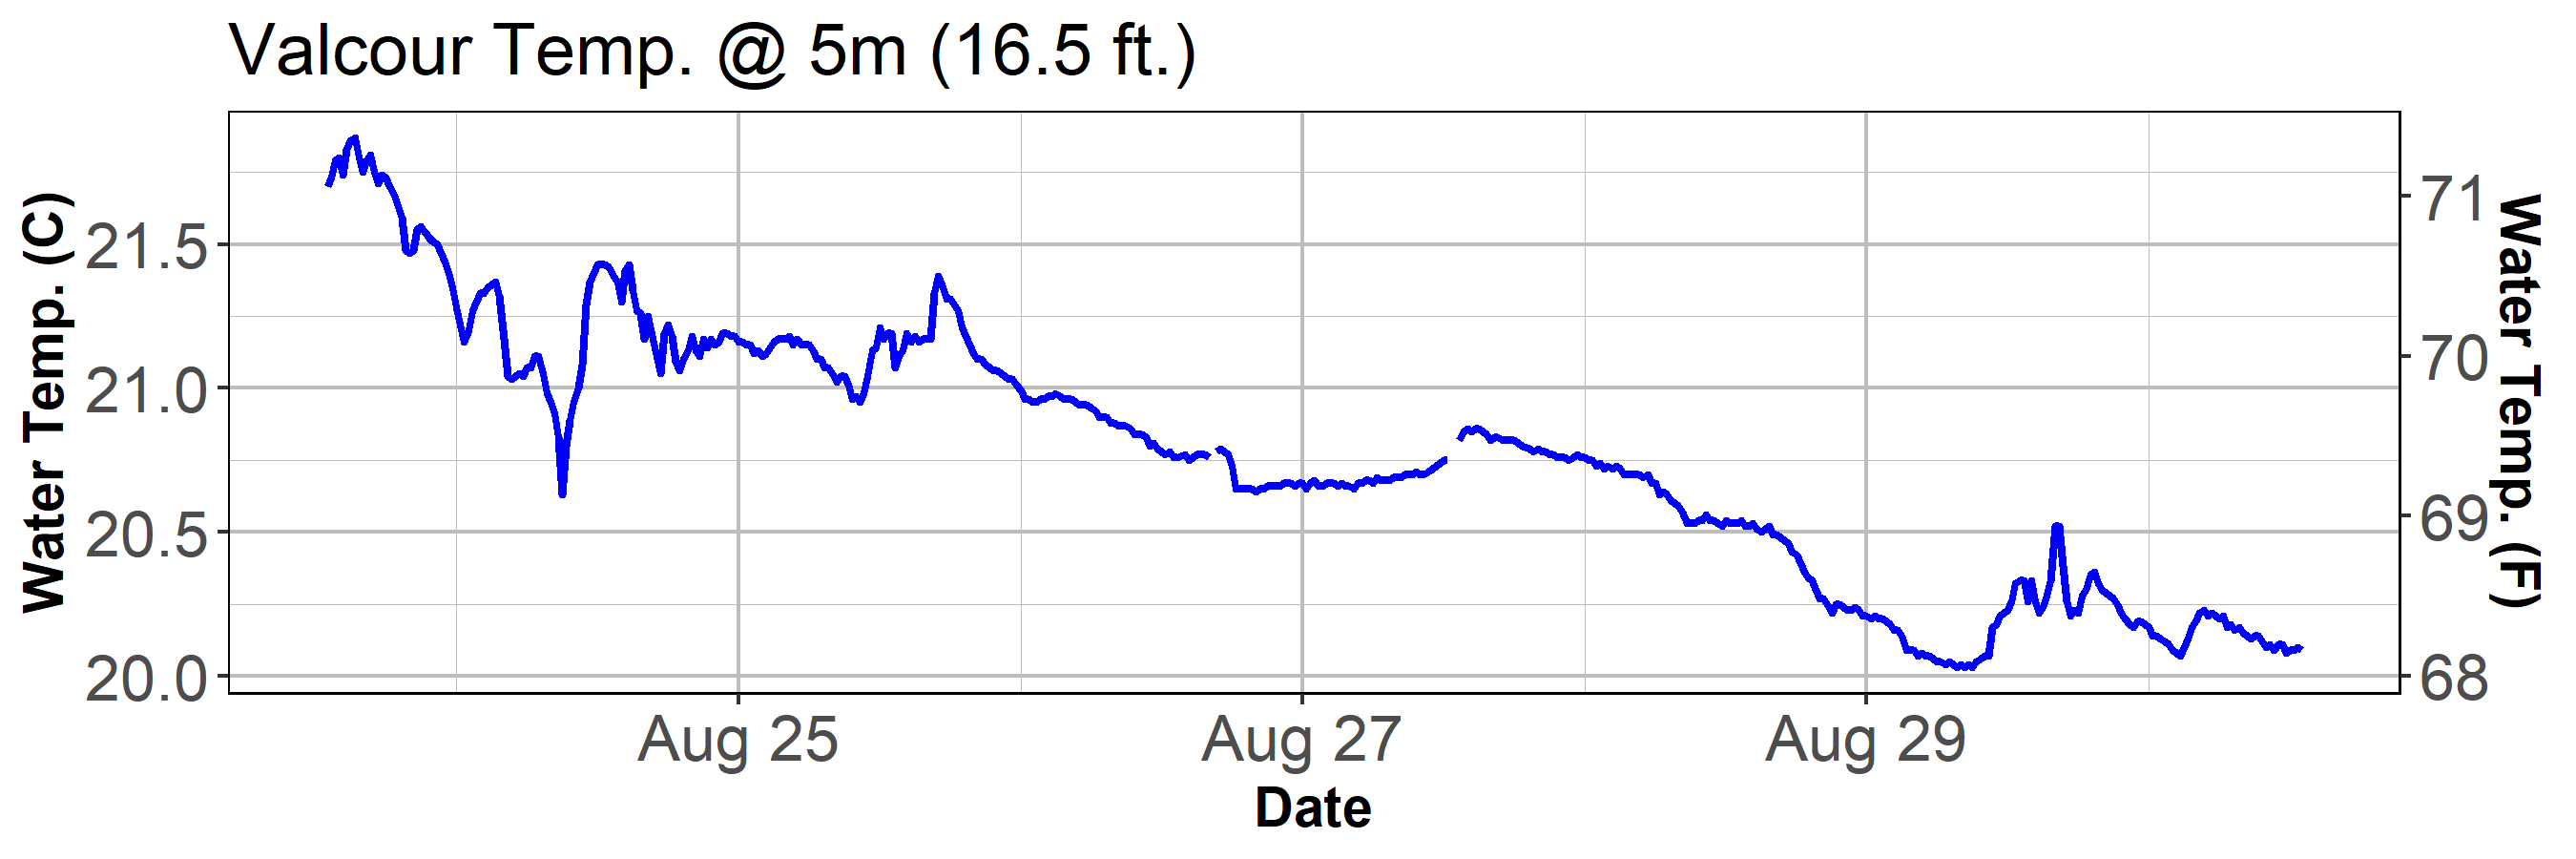 Valcour Temp. @ 5m (16.5 ft.)
Water Temp. (C)
21.5
21.0
20.5
20.0
71
70
69
68
Water Temp. (F)
Aug 25
Aug 27
Aug 29
Date